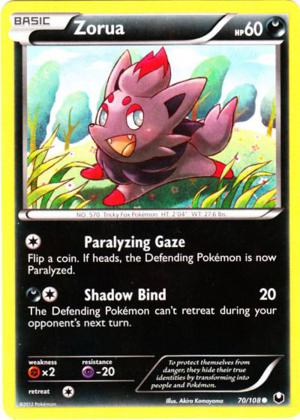 BASIC
Zorua
HP60
NO. 570 Tricky Fox Pokémon HT: 2'04" WT: 27.6 lbs.
Paralyzing Gaze
Flip a coin. If heads, the Defending Pokémon is now
Paralyzed.
Shadow Bind 20
The Defending Pokémon can't retreat during your
opponent's next turn.
weakness
×2
resistance
-20
retreat
To protect themselves from
danger, they hide their true
identities by transforming into
people and Pokémon.
©2012 Pokémon
Illus. Akira Komayama
70/108